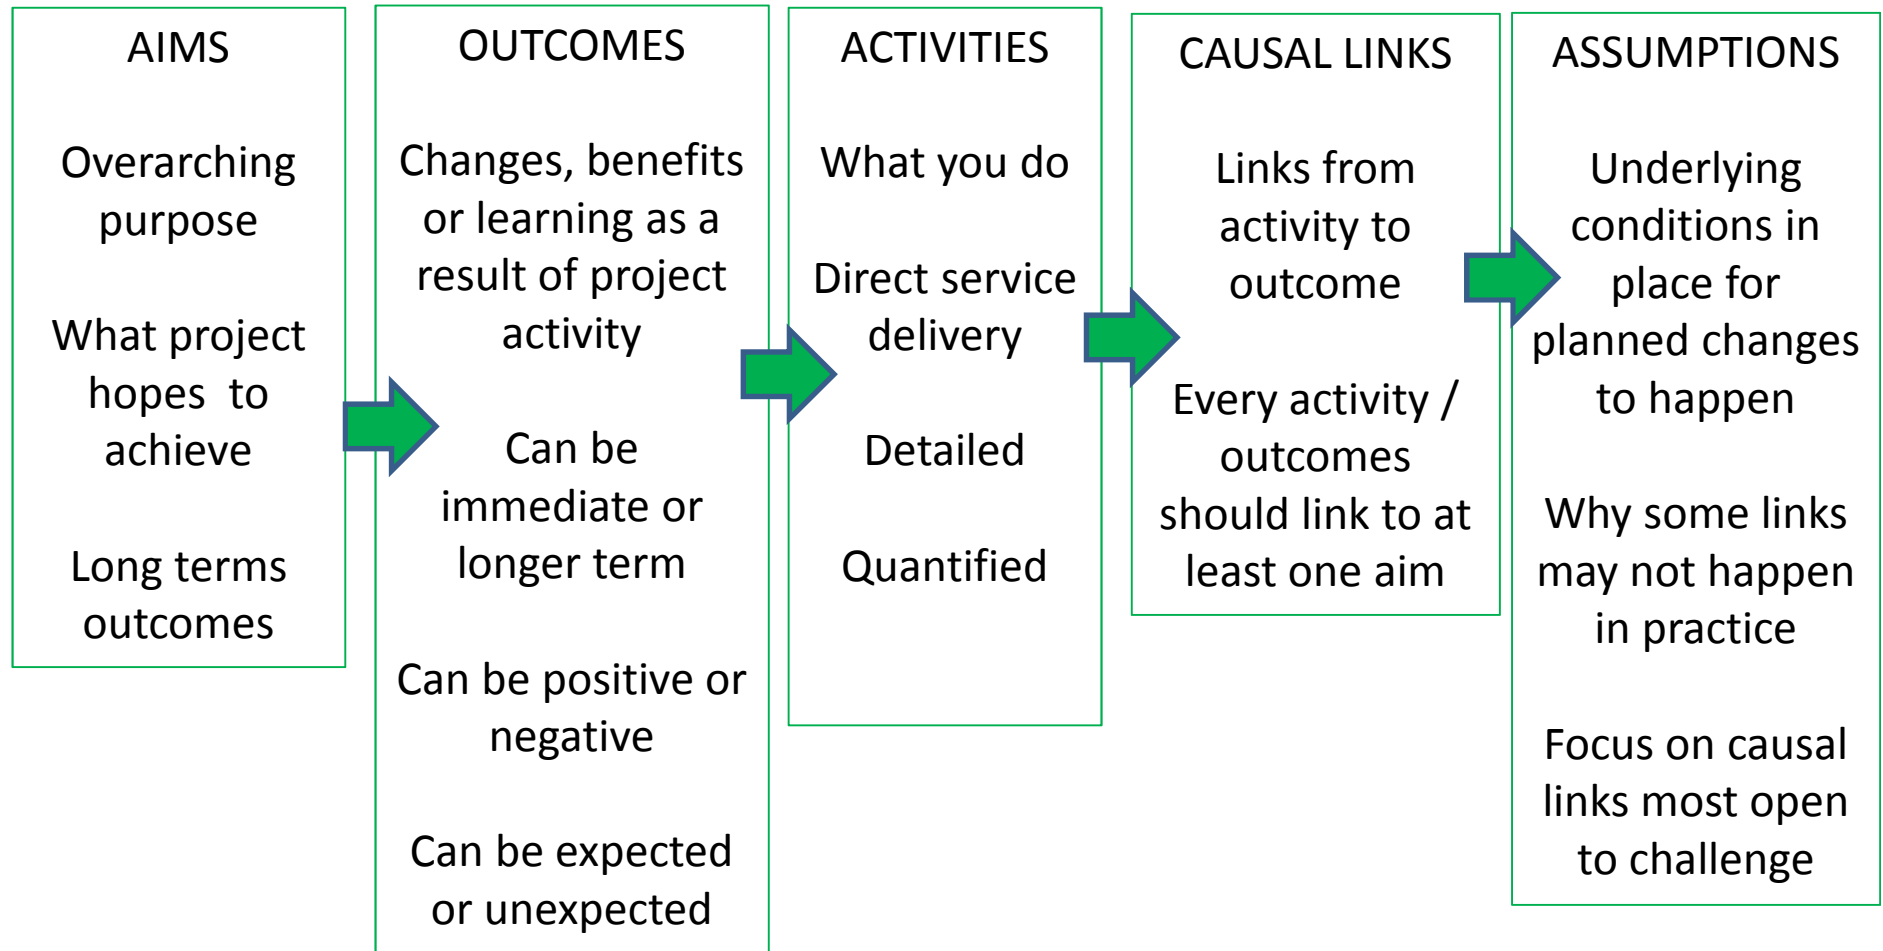 AIMS
Overarching
purpose
What project
hopes  to
achieve
Long terms
outcomes
OUTCOMES
Changes, benefits
or learning as a
result of project
activity
Can be
immediate or
longer term
Can be positive or
negative
Can be expected
or unexpected
ACTIVITIES
What you do
Direct service
delivery
Detailed
Quantified
CAUSAL LINKS
Links from
activity to
outcome
Every activity /
outcomes
should link to at
least one aim
ASSUMPTIONS
Underlying
conditions in
place for
planned changes
to happen
Why some links
may not happen
in practice
Focus on causal
links most open
to challenge